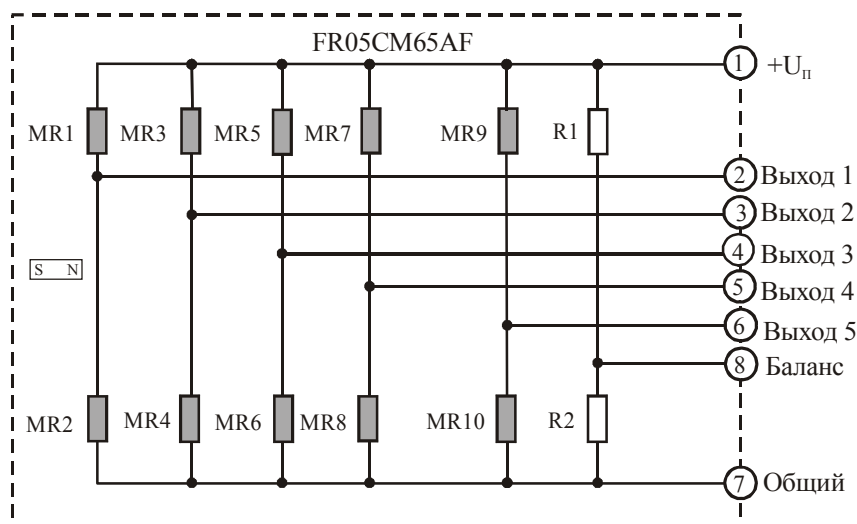 FR05CM65AF
1 +Uп
MR1 MR3 MR5 MR7 MR9 R1
2 Выход 1
3 Выход 2
4 Выход 3
S N
5 Выход 4
6 Выход 5
8 Баланс
MR2 MR4 MR6 MR8 MR10 R2
7 Общий